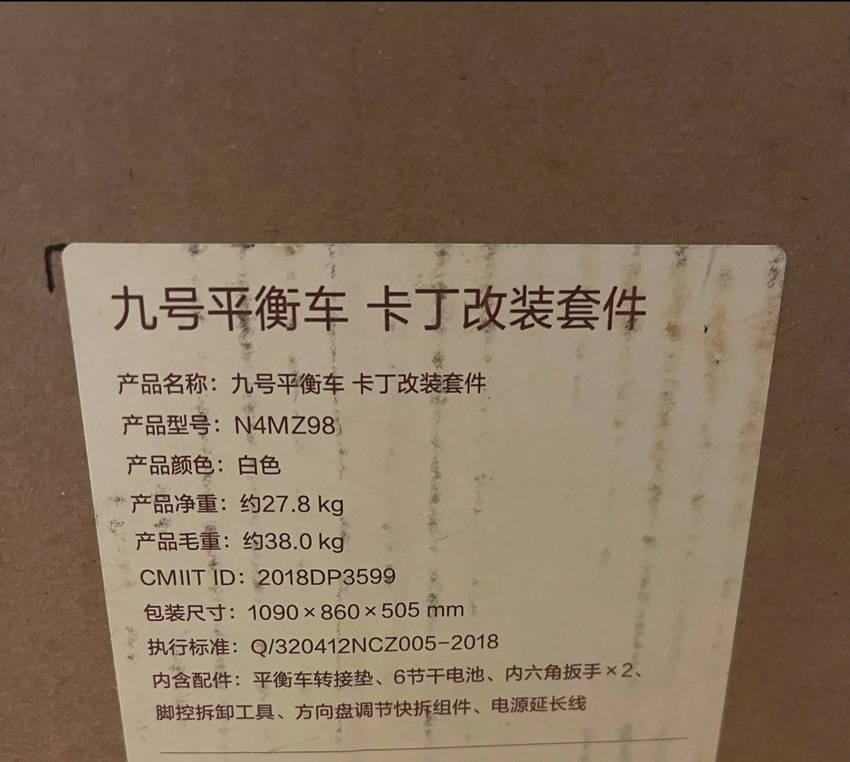 九号平衡车 卡丁改装套件
产品名称：九号平衡车 卡丁改装套件
产品型号：N4MZ98
产品颜色：白色
产品净重：约27.8 kg
产品毛重：约38.0 kg
CMIIT ID：2018DP3599
包装尺寸：1090×860×505 mm
执行标准：Q/320412NCZ005-2018
内含配件：平衡车转接垫、6节干电池、内六角扳手×2、
脚控拆卸工具、方向盘调节快拆组件、电源延长线